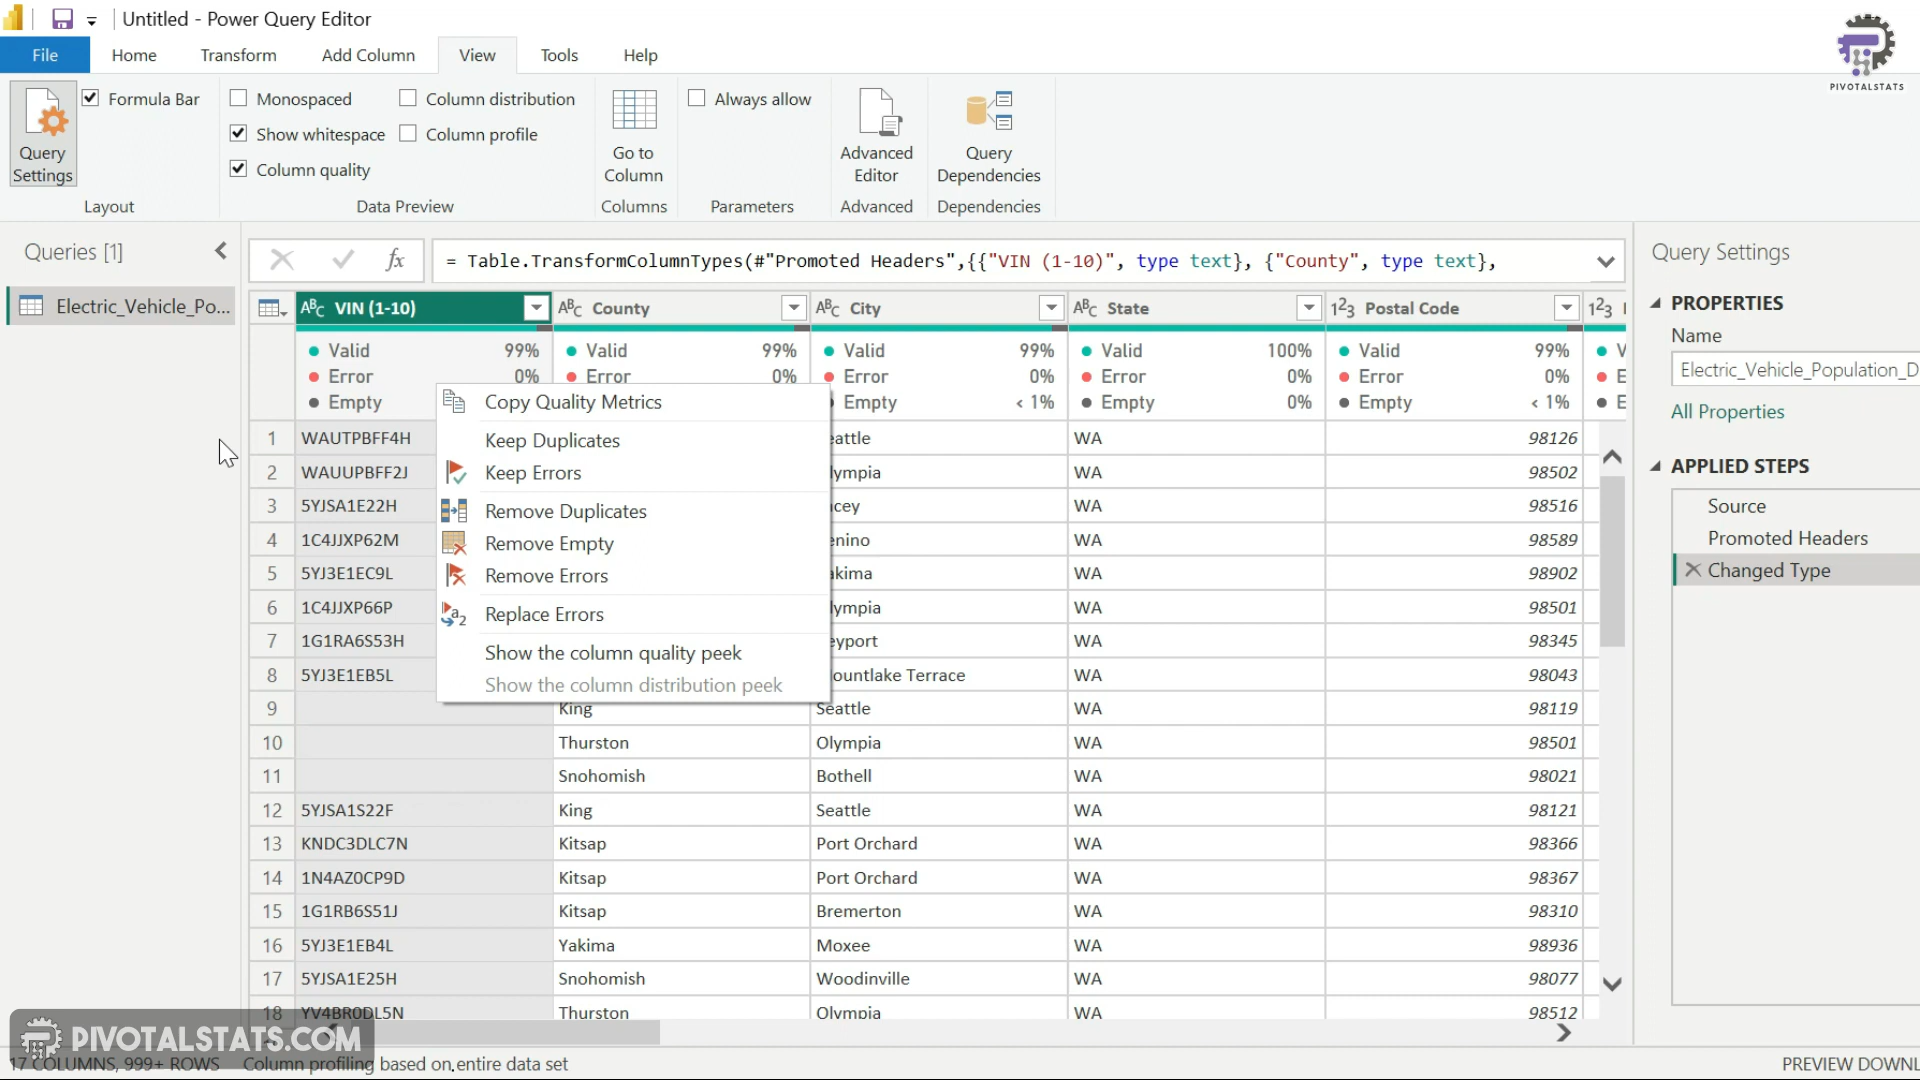 Untitled - Power Query Editor
File Home Transform Add Column View Tools Help
PIVOTALSTATS
Query Settings
Formula Bar
Layout
Monospaced
Show whitespace
Column quality
Column distribution
Column profile
Data Preview
Go to Column
Columns
Always allow
Parameters
Advanced Editor
Advanced
Query Dependencies
Dependencies
Queries [1]
Electric_Vehicle_Po...
fx
= Table.TransformColumnTypes(#"Promoted Headers",{{"VIN (1-10)", type text}, {"County", type text},
ABC VIN (1-10) ABC County ABC City ABC State 123 Postal Code 123
Valid 99% Valid 99% Valid 99% Valid 100% Valid 99% V
Error 0% Error 0% Error 0% Error 0% Error 0% E
Empty Empty < 1% Empty 0% Empty < 1% E
Copy Quality Metrics
Keep Duplicates
Keep Errors
Remove Duplicates
Remove Empty
Remove Errors
Replace Errors
Show the column quality peek
Show the column distribution peek
1 WAUTPBFF4H eattle WA 98126
2 WAUUPBFF2J lympia WA 98502
3 5YJSA1E22H cey WA 98516
4 1C4JJXP62M enino WA 98589
5 5YJ3E1EC9L akima WA 98902
6 1C4JJXP66P lympia WA 98501
7 1G1RA6S53H eyport WA 98345
8 5YJ3E1EB5L ountlake Terrace WA 98043
9 King Seattle WA 98119
10 Thurston Olympia WA 98501
11 Snohomish Bothell WA 98021
12 5YJSA1S22F King Seattle WA 98121
13 KNDC3DLC7N Kitsap Port Orchard WA 98366
14 1N4AZ0CP9D Kitsap Port Orchard WA 98367
15 1G1RB6S51J Kitsap Bremerton WA 98310
16 5YJ3E1EB4L Yakima Moxee WA 98936
17 5YJSA1E25H Snohomish Woodinville WA 98077
18 YV4BR0DL5N Thurston Olympia WA 98512
Query Settings
PROPERTIES
Name
Electric_Vehicle_Population_D
All Properties
APPLIED STEPS
Source
Promoted Headers
Changed Type
PIVOTALSTATS.COM
17 COLUMNS, 999+ ROWS Column profiling based on entire data set
PREVIEW DOWNL